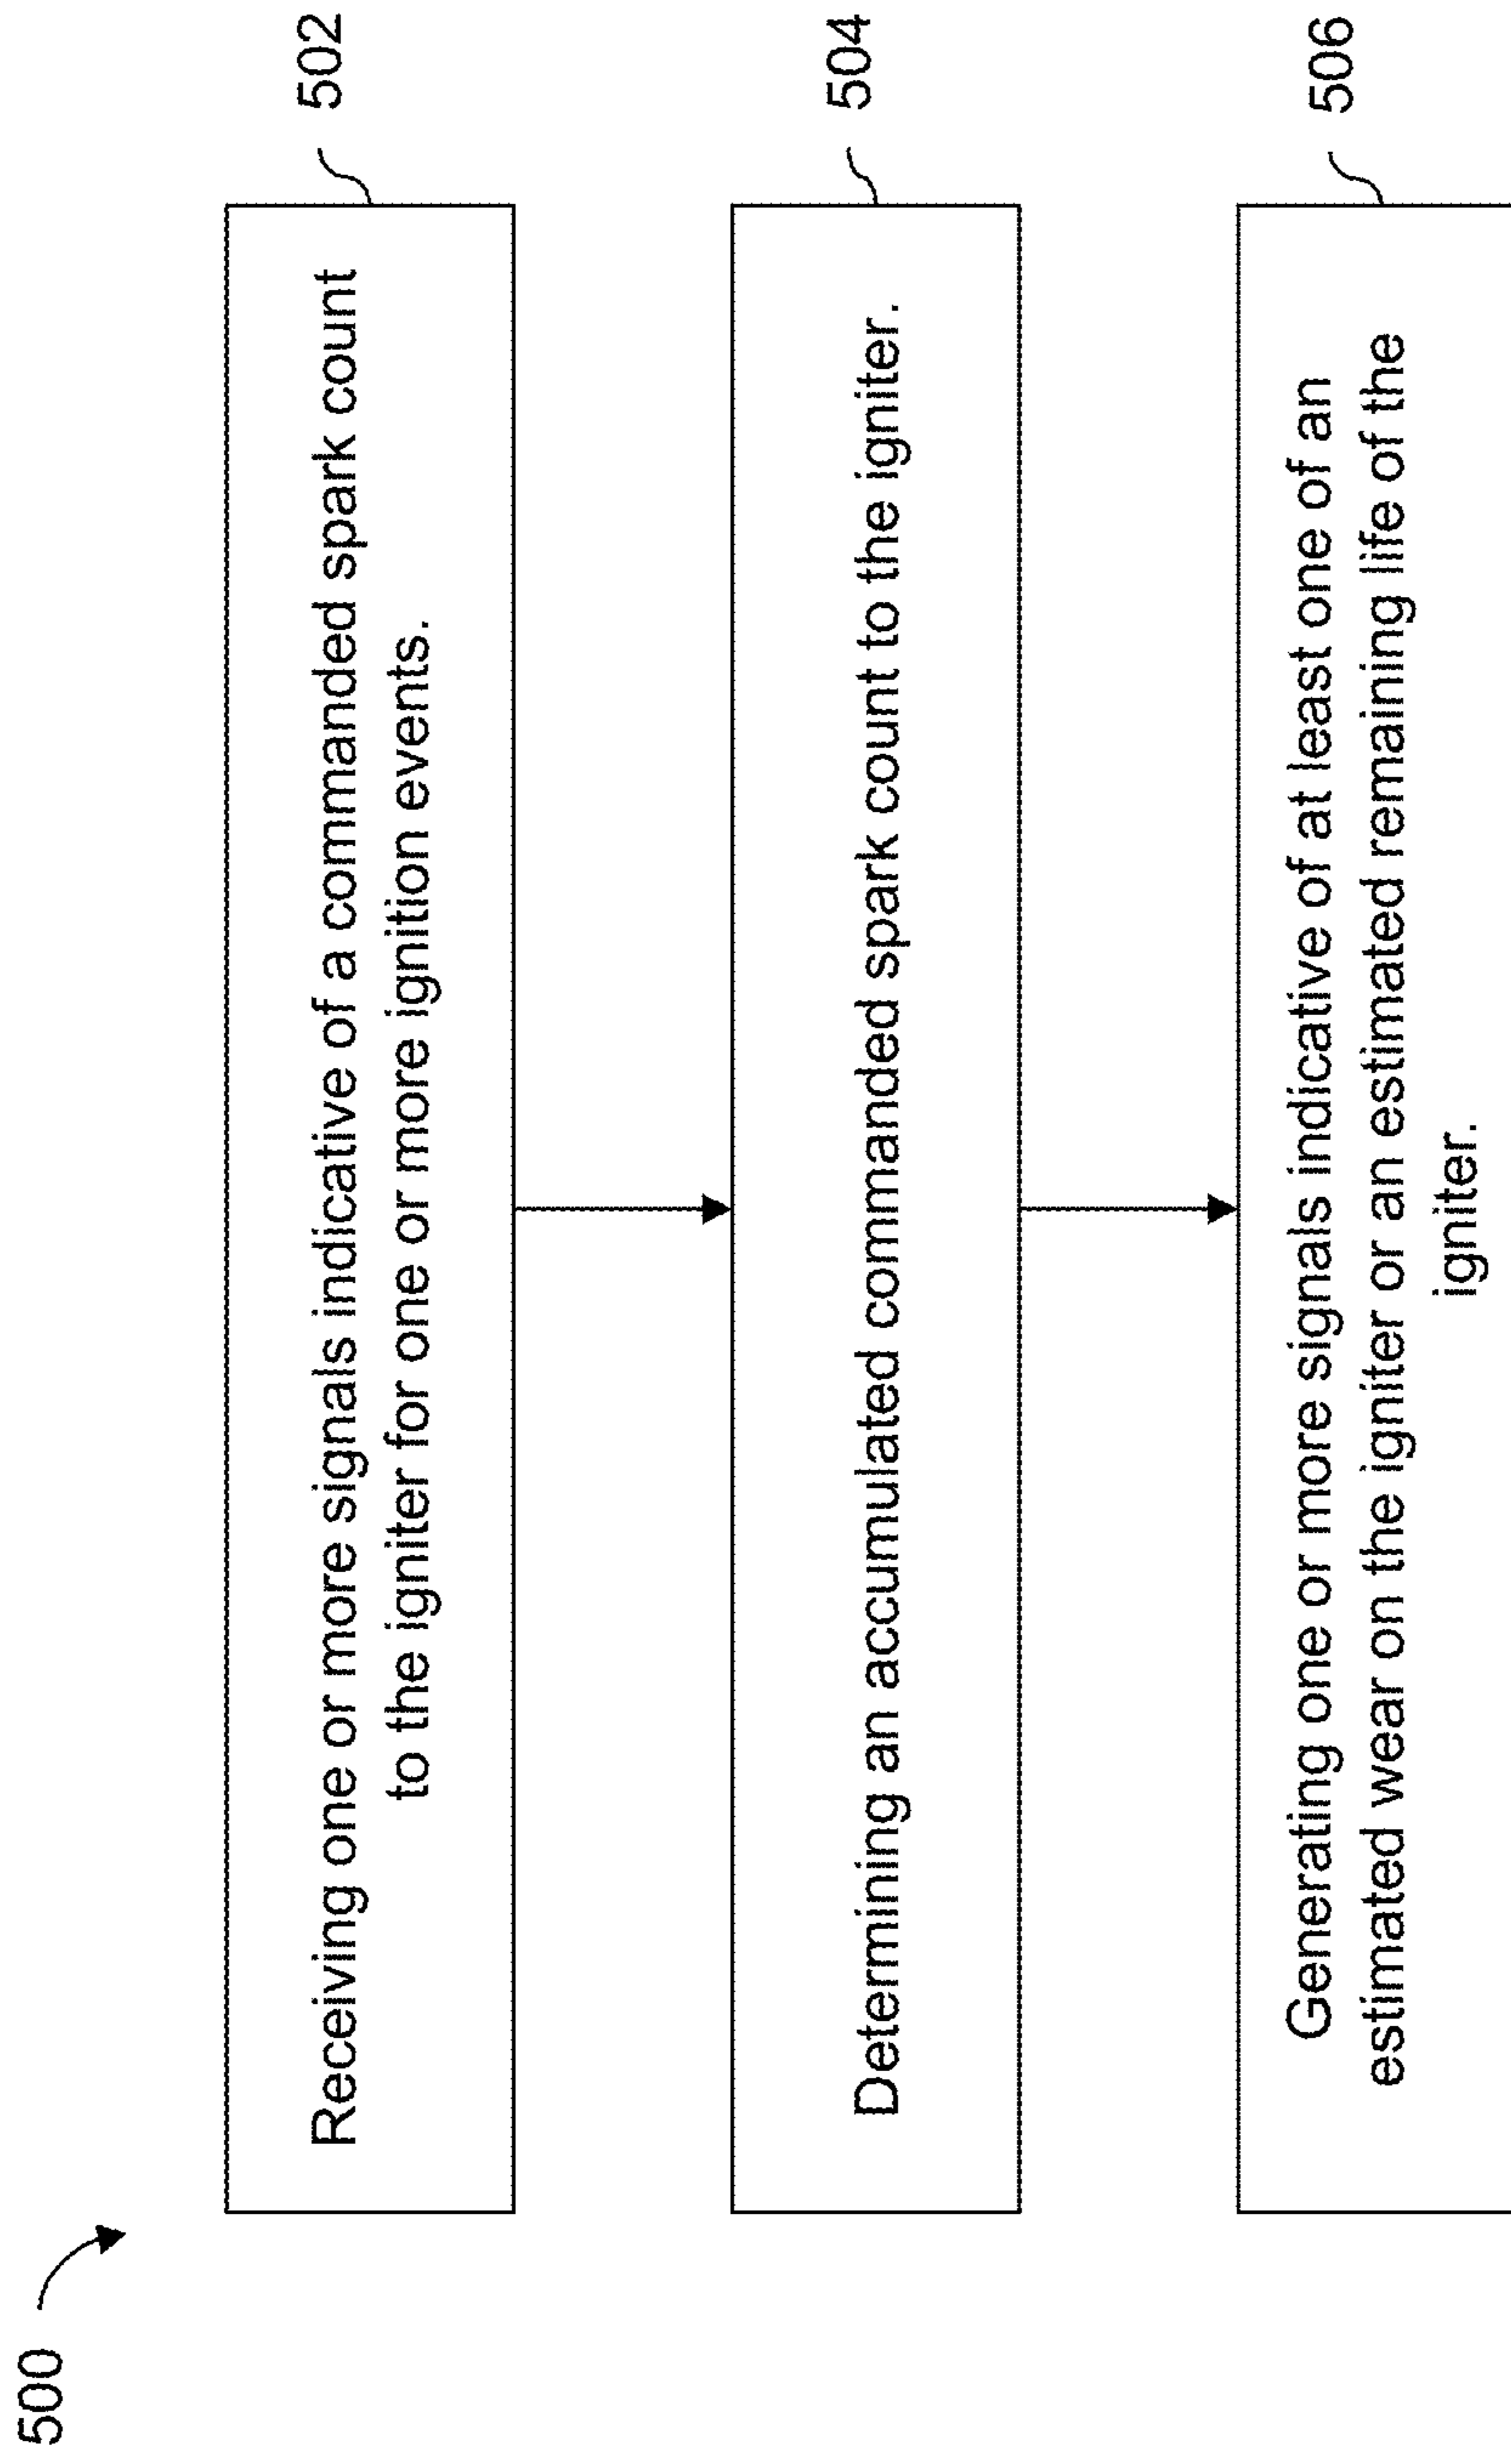 500
502
Receiving one or more signals indicative of a commanded spark count
to the igniter for one or more ignition events.
504
Determining an accumulated commanded spark count to the igniter.
506
Generating one or more signals indicative of at least one of an
estimated wear on the igniter or an estimated remaining life of the
igniter.